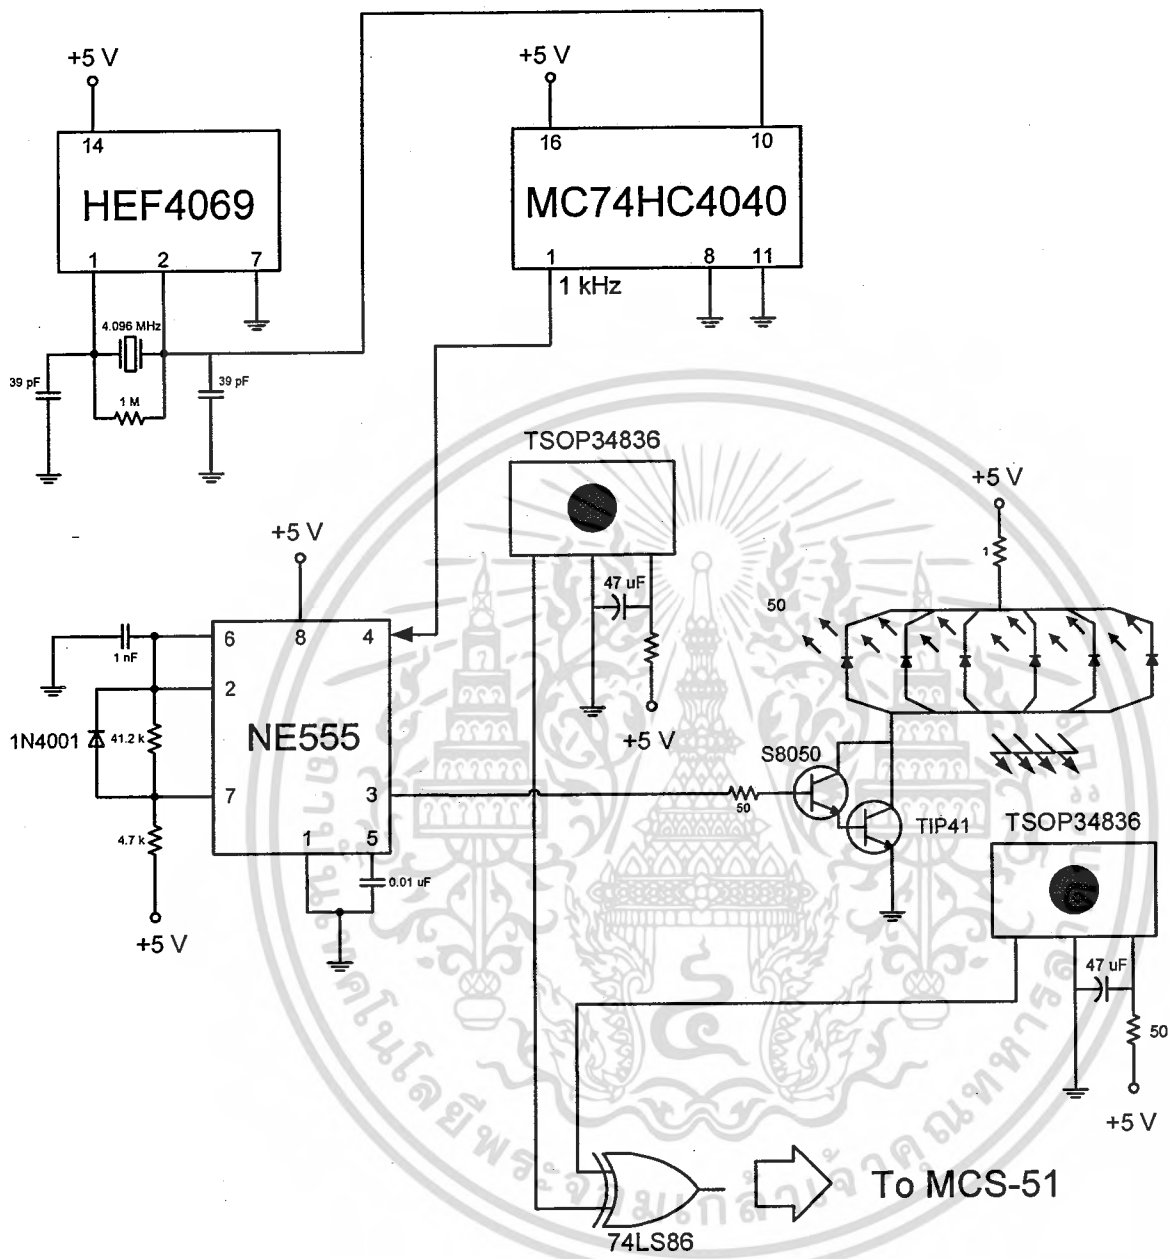 +5 V
14
HEF4069
1 2 7
4.096 MHz
39 pF
1 M
39 pF
+5 V
16 10
MC74HC4040
1 8 11
1 kHz
TSOP34836
47 uF
+5 V
+5 V
6 8 4
2
NE555
7 3
1 5
1 nF
1N4001
41.2 k
4.7 k
+5 V
0.01 uF
50
S8050
TIP41
+5 V
1
50
TSOP34836
47 uF
50
+5 V
74LS86
To MCS-51